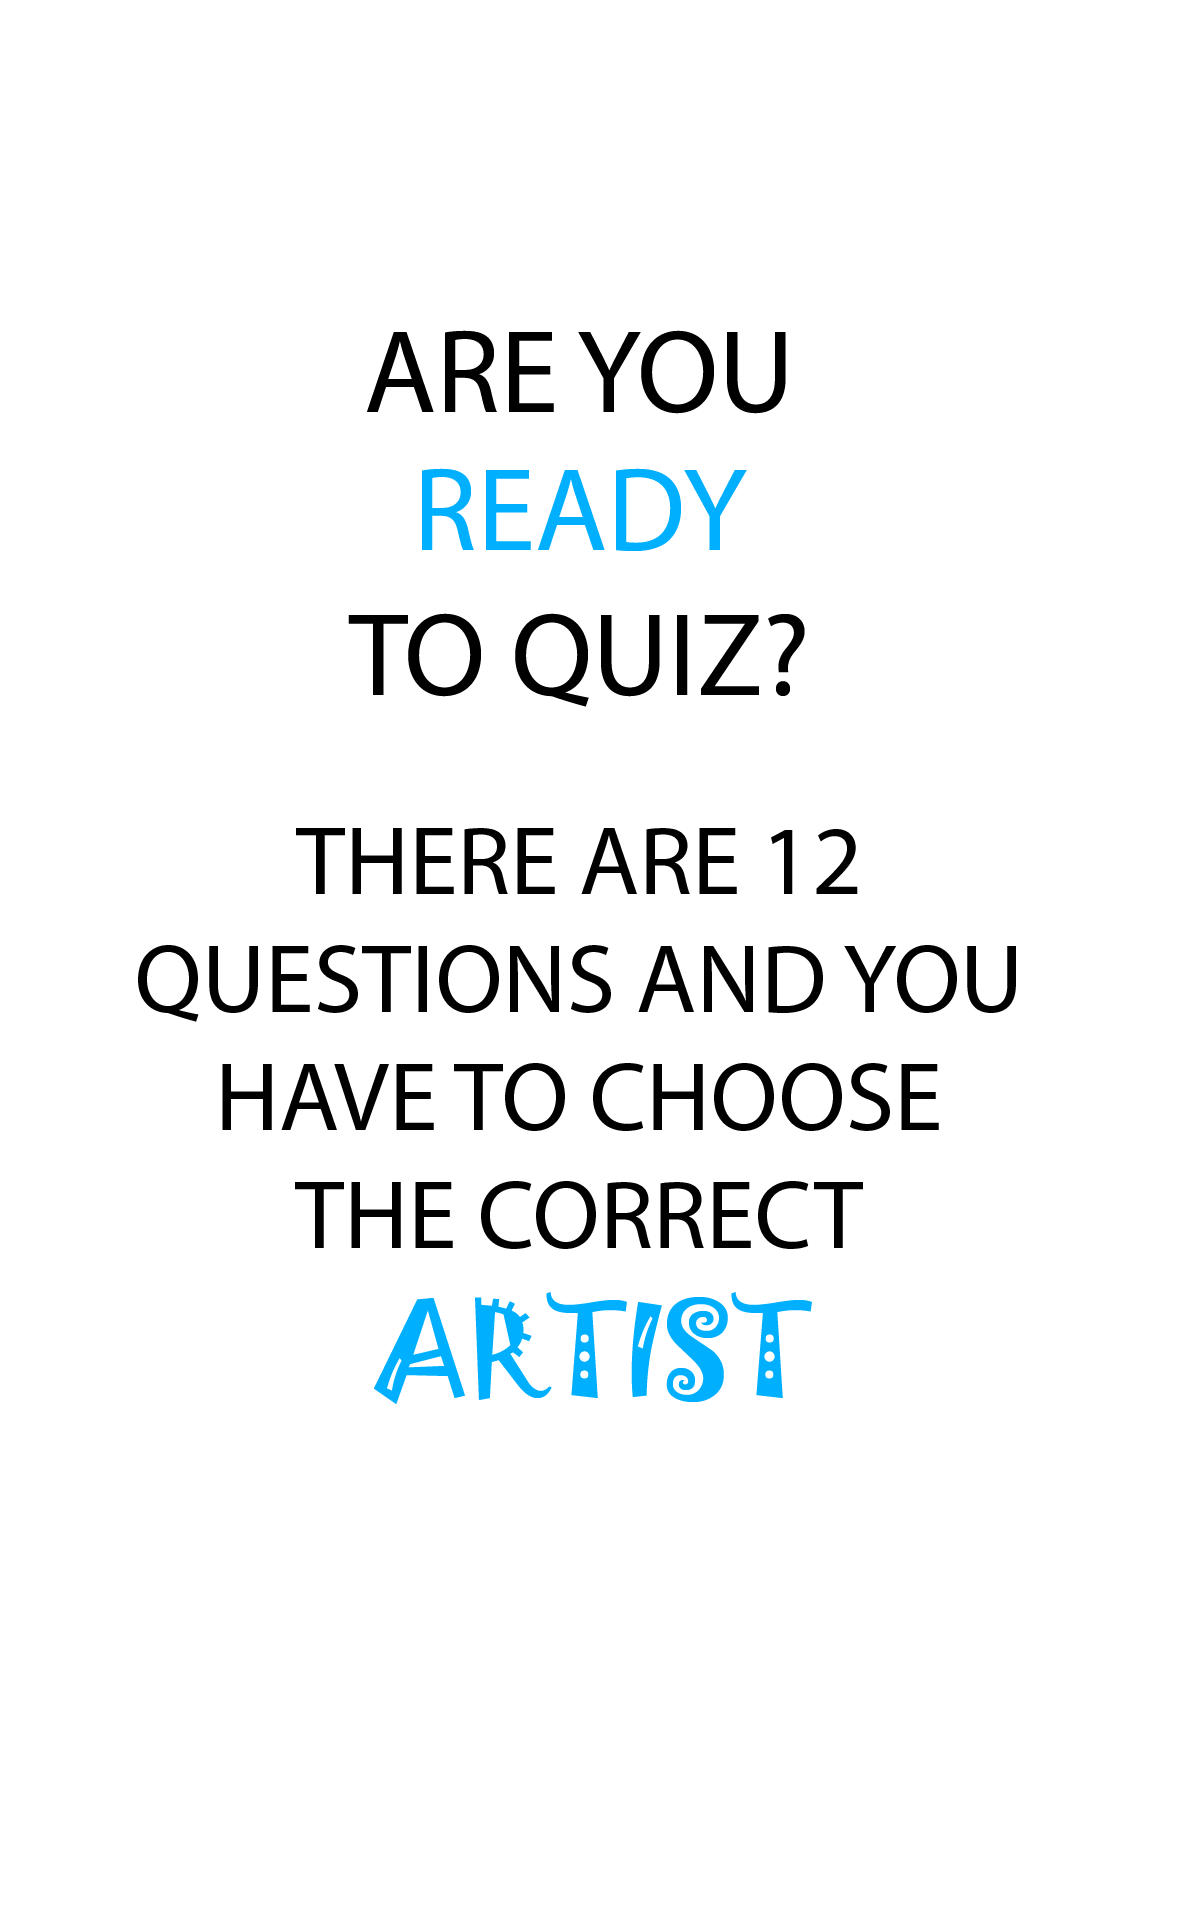 ARE YOU
READY
TO QUIZ?
THERE ARE 12
QUESTIONS AND YOU
HAVE TO CHOOSE
THE CORRECT
ARTIST